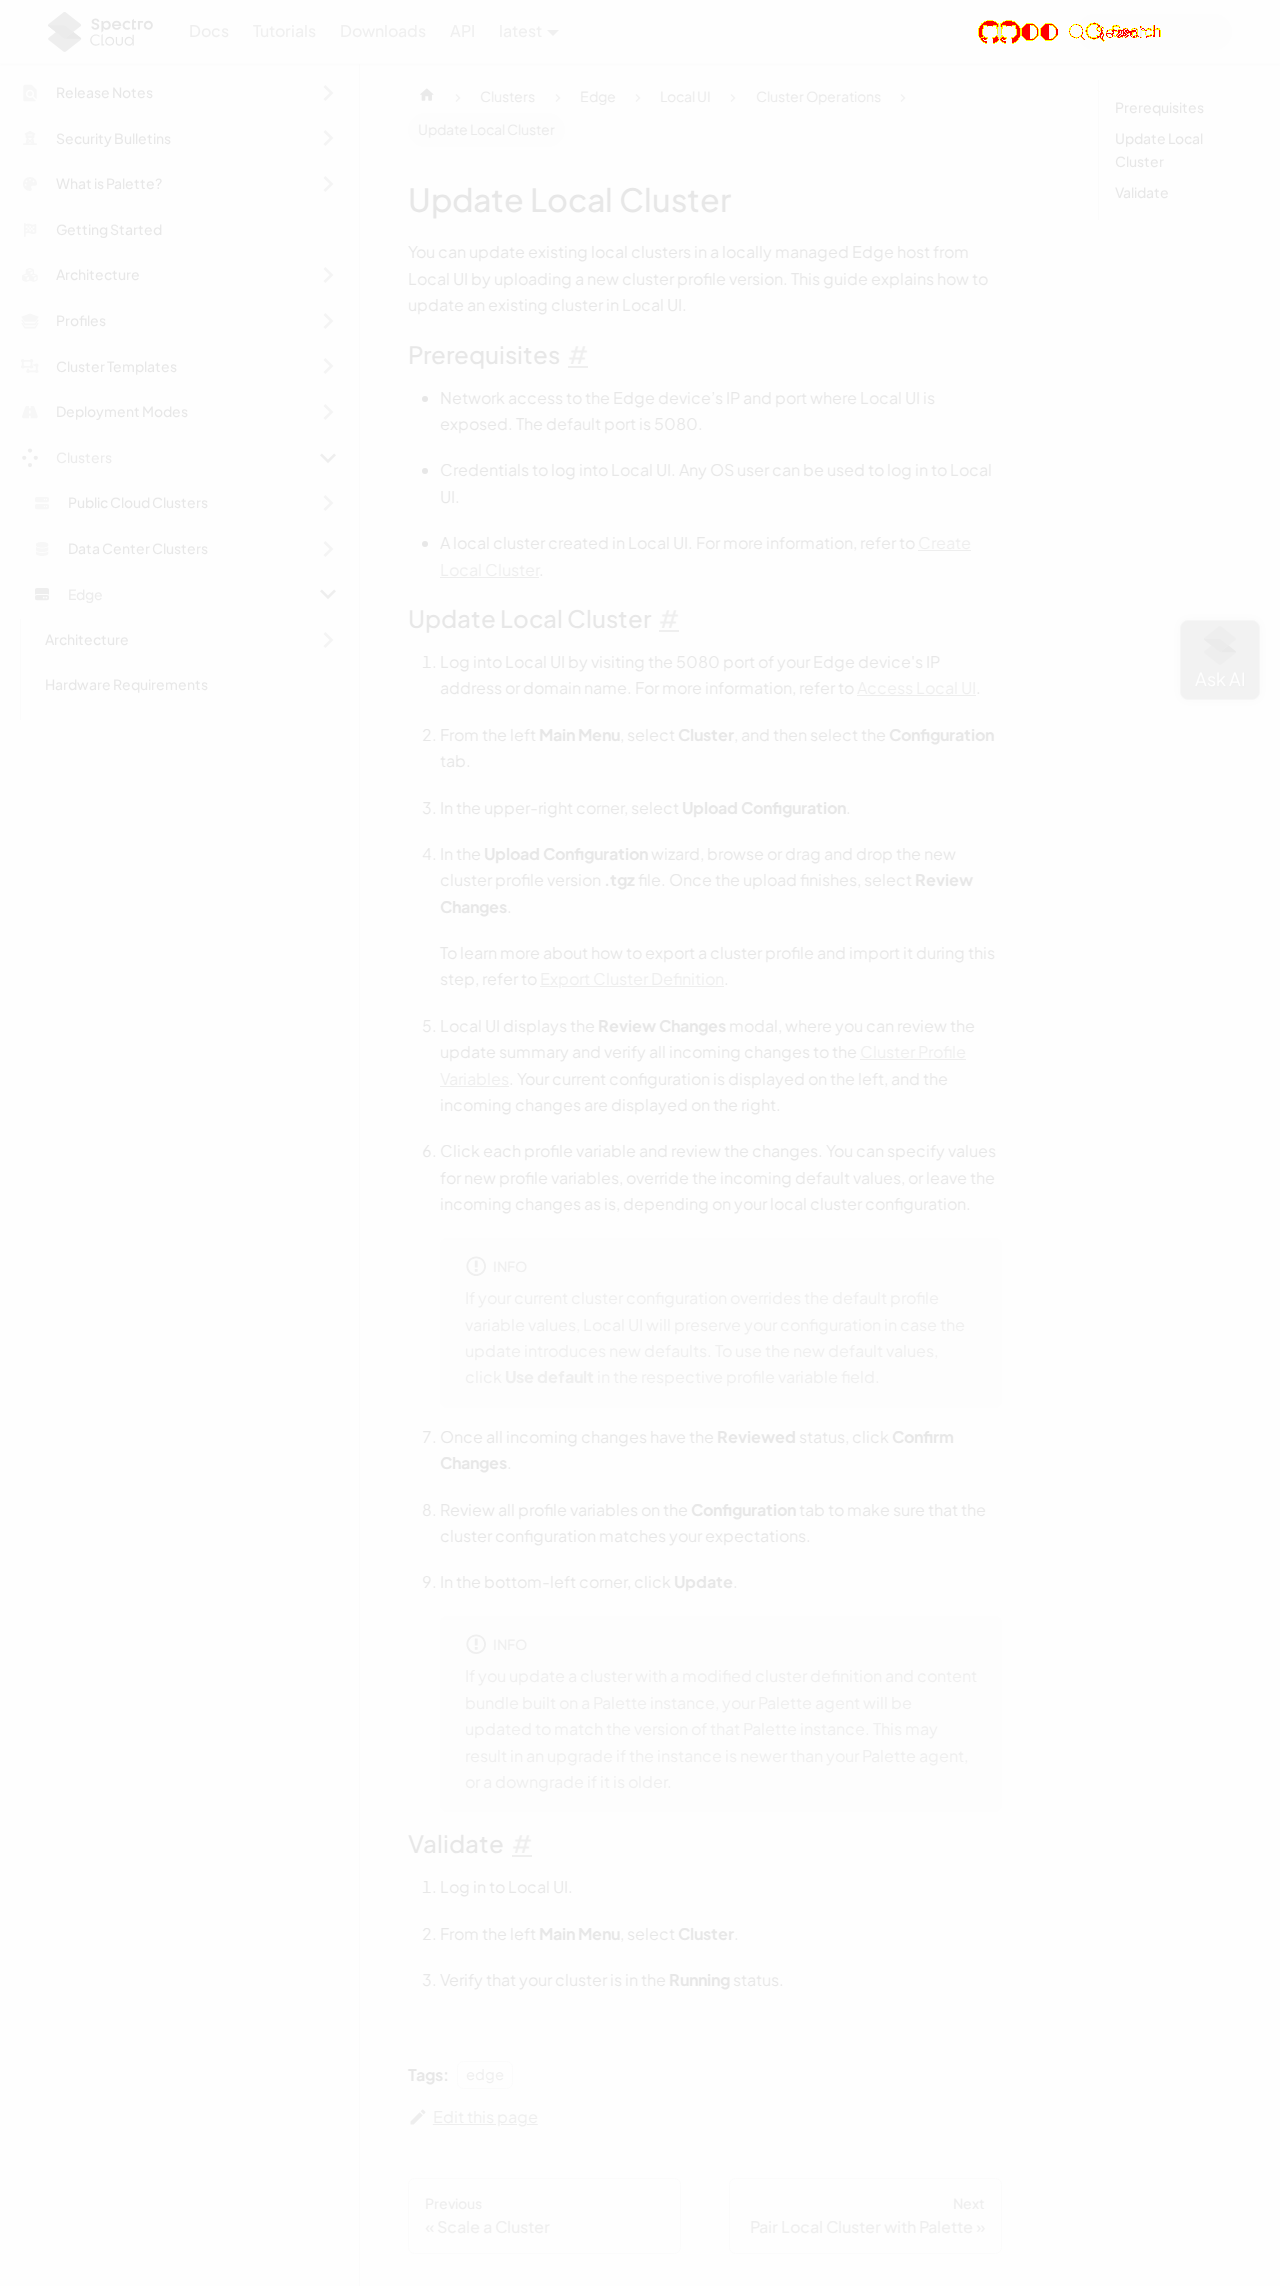 Spectro Cloud Docs Tutorials Downloads API latest
Release Notes
Security Bulletins
What is Palette?
Getting Started
Architecture
Profiles
Cluster Templates
Deployment Modes
Clusters
Public Cloud Clusters
Data Center Clusters
Edge
Architecture
Hardware Requirements
Clusters Edge Local UI Cluster Operations
Update Local Cluster
Update Local Cluster
You can update existing local clusters in a locally managed Edge host from
Local UI by uploading a new cluster profile version. This guide explains how to
update an existing cluster in Local UI.
Prerequisites #
• Network access to the Edge device's IP and port where Local UI is
exposed. The default port is 5080.
• Credentials to log into Local UI. Any OS user can be used to log in to Local
UI.
• A local cluster created in Local UI. For more information, refer to Create
Local Cluster.
Update Local Cluster #
1. Log into Local UI by visiting the 5080 port of your Edge device's IP
address or domain name. For more information, refer to Access Local UI.
2. From the left Main Menu, select Cluster, and then select the Configuration
tab.
3. In the upper-right corner, select Upload Configuration.
4. In the Upload Configuration wizard, browse or drag and drop the new
cluster profile version .tgz file. Once the upload finishes, select Review
Changes.
To learn more about how to export a cluster profile and import it during this
step, refer to Export Cluster Definition.
5. Local UI displays the Review Changes modal, where you can review the
update summary and verify all incoming changes to the Cluster Profile
Variables. Your current configuration is displayed on the left, and the
incoming changes are displayed on the right.
6. Click each profile variable and review the changes. You can specify values
for new profile variables, override the incoming default values, or leave the
incoming changes as is, depending on your local cluster configuration.
INFO
If your current cluster configuration overrides the default profile
variable values, Local UI will preserve your configuration in case the
update introduces new defaults. To use the new default values,
click Use default in the respective profile variable field.
7. Once all incoming changes have the Reviewed status, click Confirm
Changes.
8. Review all profile variables on the Configuration tab to make sure that the
cluster configuration matches your expectations.
9. In the bottom-left corner, click Update.
INFO
If you update a cluster with a modified cluster definition and content
bundle built on a Palette instance, your Palette agent will be
updated to match the version of that Palette instance. This may
result in an upgrade if the instance is newer than your Palette agent,
or a downgrade if it is older.
Validate #
1. Log in to Local UI.
2. From the left Main Menu, select Cluster.
3. Verify that your cluster is in the Running status.
Tags: edge
Edit this page
Previous
« Scale a Cluster
Next
Pair Local Cluster with Palette »
Prerequisites
Update Local
Cluster
Validate
Ask AI